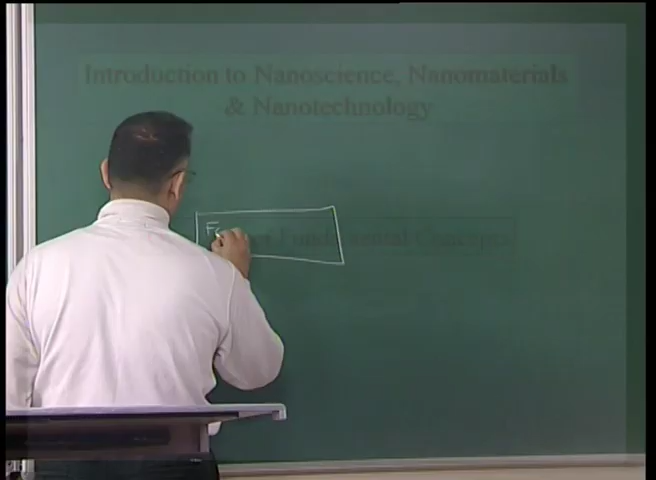 Introduction to Nanoscience, Nanomaterials
& Nanotechnology
F
Fundamental Concepts